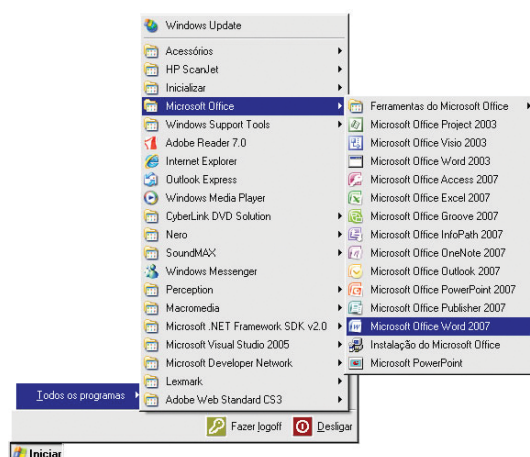 Windows Update
Acessórios
HP ScanJet
Inicializar
Microsoft Office
Windows Support Tools
Adobe Reader 7.0
Internet Explorer
Outlook Express
Windows Media Player
CyberLink DVD Solution
Nero
SoundMAX
Windows Messenger
Perception
Macromedia
Microsoft .NET Framework SDK v2.0
Microsoft Visual Studio 2005
Microsoft Developer Network
Lexmark
Adobe Web Standard CS3
Ferramentas do Microsoft Office
Microsoft Office Project 2003
Microsoft Office Visio 2003
Microsoft Office Word 2003
Microsoft Office Access 2007
Microsoft Office Excel 2007
Microsoft Office Groove 2007
Microsoft Office InfoPath 2007
Microsoft Office OneNote 2007
Microsoft Office Outlook 2007
Microsoft Office PowerPoint 2007
Microsoft Office Publisher 2007
Microsoft Office Word 2007
Instalação do Microsoft Office
Microsoft PowerPoint
Todos os programas
Fazer logoff
Desligar
Iniciar